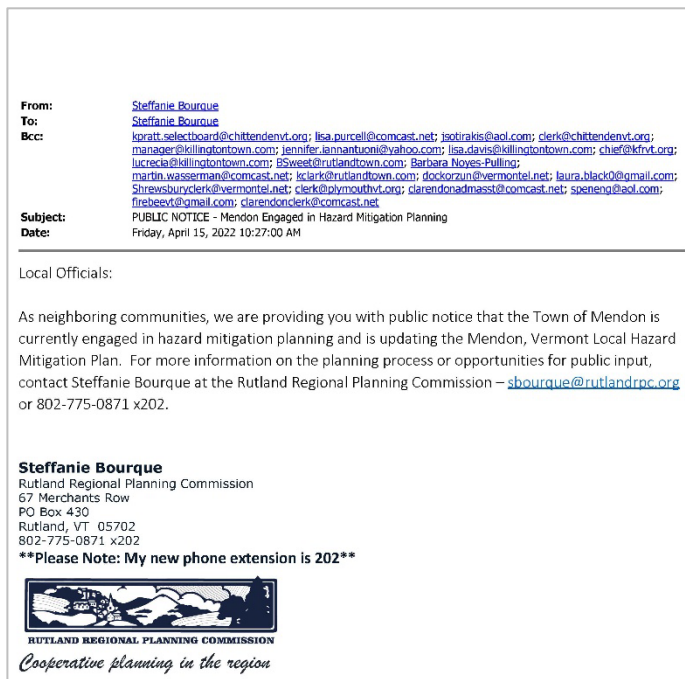 From: Steffanie Bourque
To: Steffanie Bourque
Bcc: kpratt.selectboard@chittendenvt.org; lisa.purcell@comcast.net; jsotirakis@aol.com; clerk@chittendenvt.org;
manager@killingtontown.com; jennifer.iannantuoni@yahoo.com; lisa.davis@killingtontown.com; chief@kfrvt.org;
lucrecia@killingtontown.com; BSweet@rutlandtown.com; Barbara Noyes-Pulling;
martin.wasserman@comcast.net; kclark@rutlandtown.com; dockorzun@vermontel.net; laura.black0@gmail.com;
Shrewsburyclerk@vermontel.net; clerk@plymouthvt.org; clarendonadmasst@comcast.net; speneng@aol.com;
firebeevt@gmail.com; clarendonclerk@comcast.net
Subject: PUBLIC NOTICE - Mendon Engaged in Hazard Mitigation Planning
Date: Friday, April 15, 2022 10:27:00 AM
Local Officials:
As neighboring communities, we are providing you with public notice that the Town of Mendon is
currently engaged in hazard mitigation planning and is updating the Mendon, Vermont Local Hazard
Mitigation Plan.  For more information on the planning process or opportunities for public input,
contact Steffanie Bourque at the Rutland Regional Planning Commission – sbourque@rutlandrpc.org
or 802-775-0871 x202.
Steffanie Bourque
Rutland Regional Planning Commission
67 Merchants Row
PO Box 430
Rutland, VT  05702
802-775-0871 x202
**Please Note: My new phone extension is 202**
RUTLAND REGIONAL PLANNING COMMISSION
Cooperative planning in the region